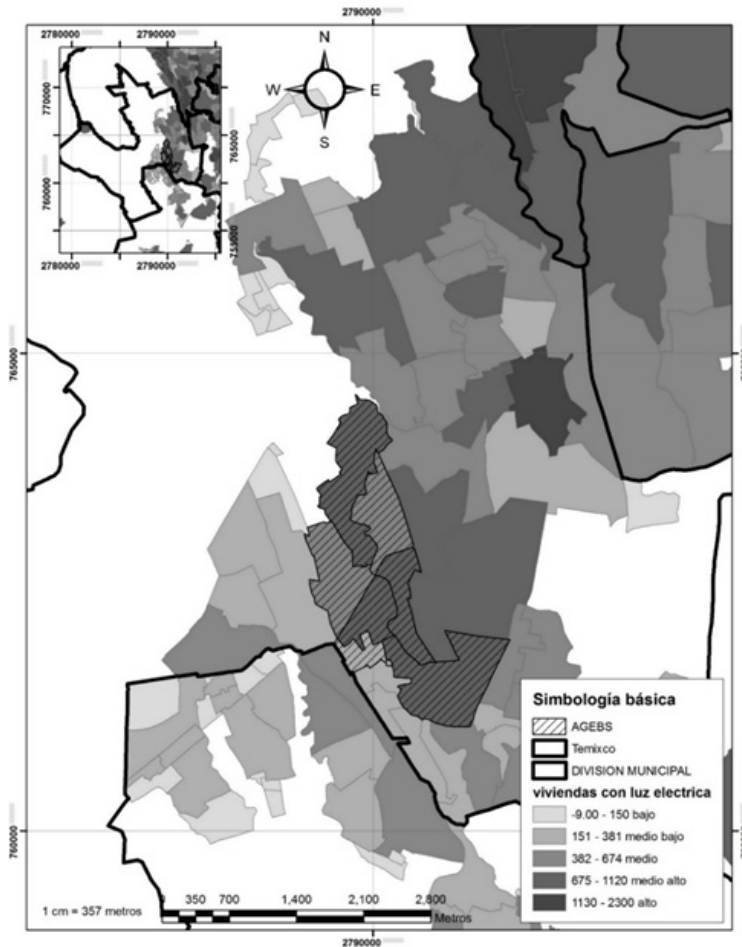 2790000
2780000
2790000
770000
765000
760000
755000
2780000
2790000
N
W
E
S
765000
760000
Simbología básica
AGEBS
Temixco
DIVISION MUNICIPAL
viviendas con luz electrica
-9.00 - 150 bajo
151 - 381 medio bajo
382 - 674 medio
675 - 1120 medio alto
1130 - 2300 alto
1 cm = 357 metros
350 700 1,400 2,100 2,800
Metros
2790000